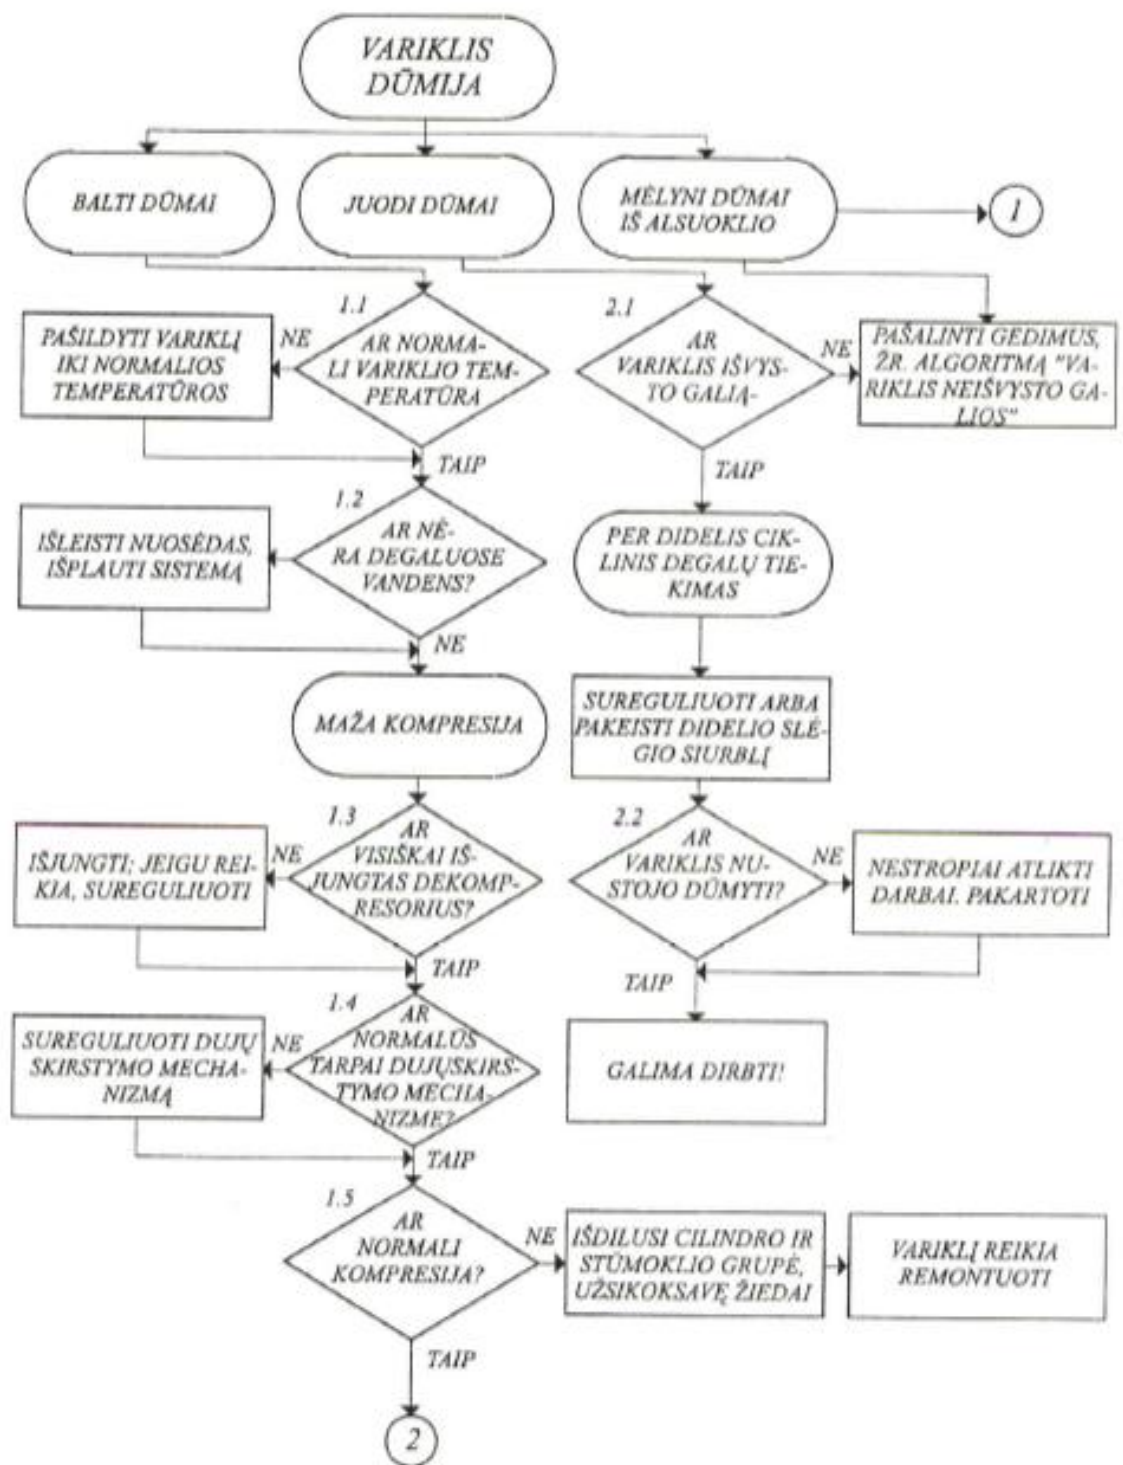 VARIKLIS
DŪMIJA
BALTI DŪMAI
JUODI DŪMAI
MĖLYNI DŪMAI
IŠ ALSUOKLIO
1
1.1
AR NORMA-
LI VARIKLIO TEM-
PERATŪRA
NE
PAŠILDYTI VARIKLĮ
IKI NORMALIOS
TEMPERATŪROS
TAIP
2.1
AR
VARIKLIS IŠVYS-
TO GALIĄ-
NE
PAŠALINTI GEDIMUS,
ŽR. ALGORITMĄ "VA-
RIKLIS NEIŠVYSTO GA-
LIOS"
TAIP
1.2
AR NĖ-
RA DEGALUOSE
VANDENS?
IŠLEISTI NUOSĖDAS,
IŠPLAUTI SISTEMĄ
NE
PER DIDELIS CIK-
LINIS DEGALŲ TIE-
KIMAS
MAŽA KOMPRESIJA
SUREGULIUOTI ARBA
PAKEISTI DIDELIO SLĖ-
GIO SIURBLĮ
1.3
AR
VISIŠKAI IŠ-
JUNGTAS DEKOMP-
RESORIUS?
NE
IŠJUNGTI; JEIGU REI-
KIA, SUREGULIUOTI
TAIP
2.2
AR
VARIKLIS NU-
STOJO DŪMYTI?
NE
NESTROPIAI ATLIKTI
DARBAI. PAKARTOTI
TAIP
1.4
AR
NORMALŪS
TARPAI DUJŲSKIRS-
TYMO MECHA-
NIZME?
NE
SUREGULIUOTI DUJŲ
SKIRSTYMO MECHA-
NIZMĄ
TAIP
GALIMA DIRBTI!
1.5
AR
NORMALI
KOMPRESIJA?
NE
IŠDILUSI CILINDRO IR
STŪMOKLIO GRUPĖ,
UŽSIKOKSAVĘ ŽIEDAI
VARIKLĮ REIKIA
REMONTUOTI
TAIP
2